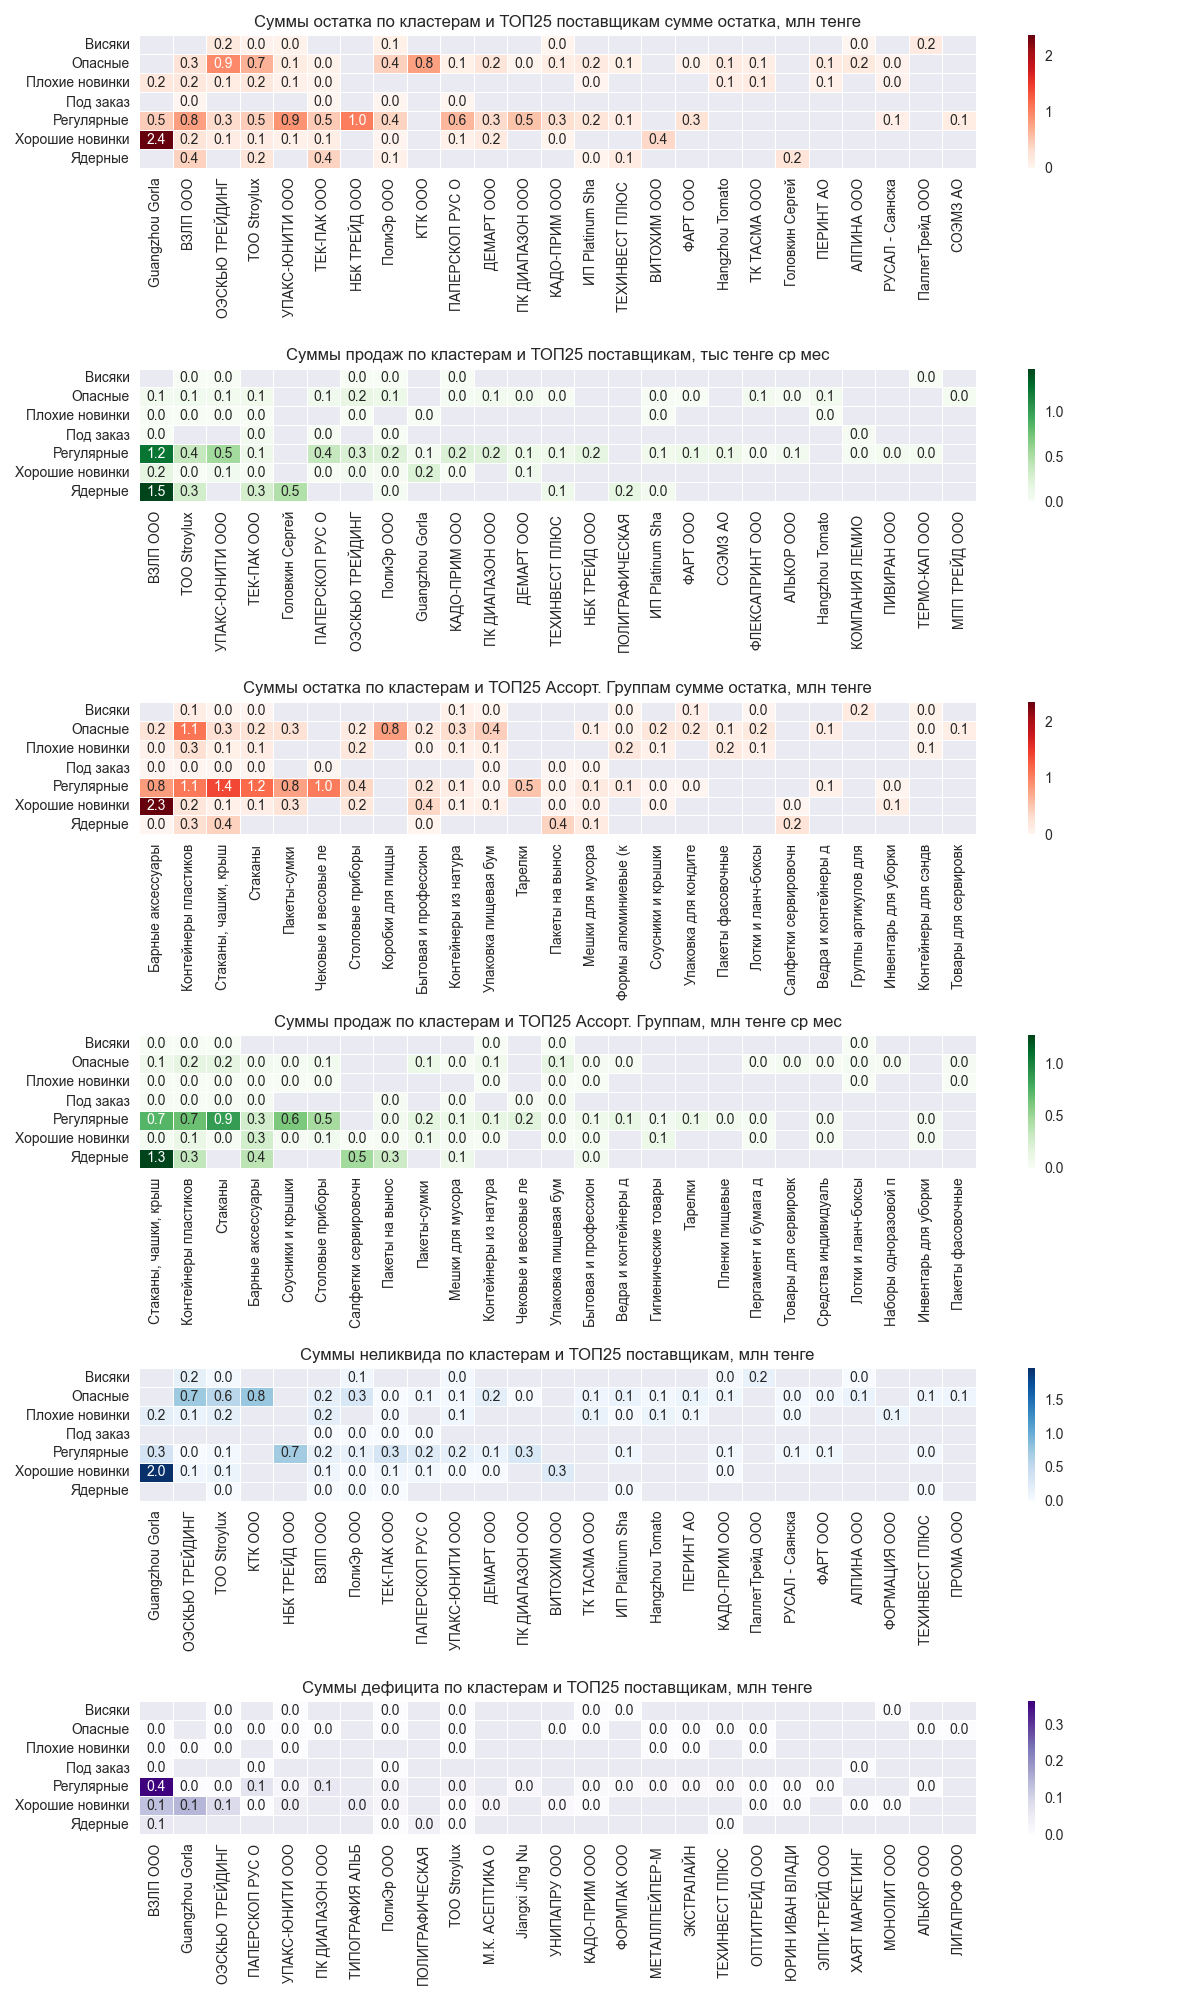 Суммы остатка по кластерам и ТОП25 поставщикам сумме остатка, млн тенге
Висяки 0.2 0.0 0.0 0.1 0.0 0.0 0.2
Опасные 0.3 0.9 0.7 0.1 0.0 0.4 0.8 0.1 0.2 0.0 0.1 0.2 0.1 0.0 0.1 0.1 0.1 0.2 0.0
Плохие новинки 0.2 0.2 0.1 0.2 0.1 0.0 0.0 0.1 0.1 0.1 0.0
Под заказ 0.0 0.0 0.0 0.0
Регулярные 0.5 0.8 0.3 0.5 0.9 0.5 1.0 0.4 0.6 0.3 0.5 0.3 0.2 0.1 0.3 0.1 0.1
Хорошие новинки 2.4 0.2 0.1 0.1 0.1 0.1 0.0 0.1 0.2 0.0 0.4
Ядерные 0.4 0.2 0.4 0.1 0.0 0.1 0.2
2
1
0
Guangzhou Gorla
ВЗЛП ООО
ОЭСКЬЮ ТРЕЙДИНГ
ТОО Stroylux
УПАКС-ЮНИТИ ООО
ТЕК-ПАК ООО
НБК ТРЕЙД ООО
ПолиЭр ООО
КТК ООО
ПАПЕРСКОП РУС О
ДЕМАРТ ООО
ПК ДИАПАЗОН ООО
КАДО-ПРИМ ООО
ИП Platinum Sha
ТЕХИНВЕСТ ПЛЮС
ВИТОХИМ ООО
ФАРТ ООО
Hangzhou Tomato
ТК ТАСМА ООО
Головкин Сергей
ПЕРИНТ АО
АЛПИНА ООО
РУСАЛ - Саянска
ПаллетТрейд ООО
СОЭМЗ АО
Суммы продаж по кластерам и ТОП25 поставщикам, тыс тенге ср мес
Висяки 0.0 0.0 0.0 0.0 0.0 0.0
Опасные 0.1 0.1 0.1 0.1 0.1 0.2 0.1 0.0 0.1 0.0 0.0 0.0 0.0 0.1 0.0 0.1 0.0
Плохие новинки 0.0 0.0 0.0 0.0 0.0 0.0 0.0 0.0
Под заказ 0.0 0.0 0.0 0.0 0.0
Регулярные 1.2 0.4 0.5 0.1 0.4 0.3 0.2 0.1 0.2 0.2 0.1 0.1 0.2 0.1 0.1 0.1 0.0 0.1 0.0 0.0 0.0
Хорошие новинки 0.2 0.0 0.1 0.0 0.0 0.0 0.0 0.2 0.0 0.1
Ядерные 1.5 0.3 0.3 0.5 0.0 0.1 0.2 0.0
1.0
0.5
0.0
ВЗЛП ООО
ТОО Stroylux
УПАКС-ЮНИТИ ООО
ТЕК-ПАК ООО
Головкин Сергей
ПАПЕРСКОП РУС О
ОЭСКЬЮ ТРЕЙДИНГ
ПолиЭр ООО
Guangzhou Gorla
КАДО-ПРИМ ООО
ПК ДИАПАЗОН ООО
ДЕМАРТ ООО
ТЕХИНВЕСТ ПЛЮС
НБК ТРЕЙД ООО
ПОЛИГРАФИЧЕСКАЯ
ИП Platinum Sha
ФАРТ ООО
СОЭМЗ АО
ФЛЕКСАПРИНТ ООО
АЛЬКОР ООО
Hangzhou Tomato
КОМПАНИЯ ЛЕМИО
ПИВИРАН ООО
ТЕРМО-КАП ООО
МПП ТРЕЙД ООО
Суммы остатка по кластерам и ТОП25 Ассорт. Группам сумме остатка, млн тенге
Висяки 0.1 0.0 0.0 0.1 0.0 0.0 0.1 0.0 0.2 0.0
Опасные 0.2 1.1 0.3 0.2 0.3 0.2 0.8 0.2 0.3 0.4 0.1 0.0 0.2 0.2 0.1 0.2 0.1 0.0 0.1
Плохие новинки 0.0 0.3 0.1 0.1 0.2 0.0 0.1 0.1 0.2 0.1 0.2 0.1 0.1
Под заказ 0.0 0.0 0.0 0.0 0.0 0.0 0.0 0.0
Регулярные 0.8 1.1 1.4 1.2 0.8 1.0 0.4 0.2 0.1 0.0 0.5 0.0 0.1 0.1 0.0 0.0 0.1 0.0
Хорошие новинки 2.3 0.2 0.1 0.1 0.3 0.2 0.4 0.1 0.1 0.0 0.0 0.0 0.0 0.1
Ядерные 0.0 0.3 0.4 0.0 0.4 0.1 0.2
2
1
0
Барные аксессуары
Контейнеры пластиков
Стаканы, чашки, крыш
Стаканы
Пакеты-сумки
Чековые и весовые ле
Столовые приборы
Коробки для пиццы
Бытовая и профессион
Контейнеры из натура
Упаковка пищевая бум
Тарелки
Пакеты на вынос
Мешки для мусора
Формы алюминиевые (к
Соусники и крышки
Упаковка для кондите
Пакеты фасовочные
Лотки и ланч-боксы
Салфетки сервировочн
Ведра и контейнеры д
Группы артикулов для
Инвентарь для уборки
Контейнеры для сэндв
Товары для сервировк
Суммы продаж по кластерам и ТОП25 Ассорт. Группам, млн тенге ср мес
Висяки 0.0 0.0 0.0 0.0 0.0 0.0
Опасные 0.1 0.2 0.2 0.0 0.0 0.1 0.1 0.0 0.1 0.1 0.0 0.0 0.0 0.0 0.0 0.0 0.0 0.0
Плохие новинки 0.0 0.0 0.0 0.0 0.0 0.0 0.0 0.0 0.0 0.0 0.0
Под заказ 0.0 0.0 0.0 0.0 0.0 0.0 0.0 0.0
Регулярные 0.7 0.7 0.9 0.3 0.6 0.5 0.0 0.2 0.1 0.1 0.2 0.0 0.1 0.1 0.1 0.1 0.0 0.0 0.0 0.0
Хорошие новинки 0.0 0.1 0.0 0.3 0.0 0.1 0.0 0.0 0.1 0.0 0.0 0.0 0.0 0.1 0.0 0.0 0.0
Ядерные 1.3 0.3 0.4 0.5 0.3 0.1 0.0
1.0
0.5
0.0
Стаканы, чашки, крыш
Контейнеры пластиков
Стаканы
Барные аксессуары
Соусники и крышки
Столовые приборы
Салфетки сервировочн
Пакеты на вынос
Пакеты-сумки
Мешки для мусора
Контейнеры из натура
Чековые и весовые ле
Упаковка пищевая бум
Бытовая и профессион
Ведра и контейнеры д
Гигиенические товары
Тарелки
Пленки пищевые
Пергамент и бумага д
Товары для сервировк
Средства индивидуаль
Лотки и ланч-боксы
Наборы одноразовой п
Инвентарь для уборки
Пакеты фасовочные
Суммы неликвида по кластерам и ТОП25 поставщикам, млн тенге
Висяки 0.2 0.0 0.1 0.0 0.0 0.2 0.0
Опасные 0.7 0.6 0.8 0.2 0.3 0.0 0.1 0.1 0.2 0.0 0.1 0.1 0.1 0.1 0.1 0.0 0.0 0.1 0.1 0.1
Плохие новинки 0.2 0.1 0.2 0.2 0.0 0.1 0.1 0.0 0.1 0.1 0.0 0.1
Под заказ 0.0 0.0 0.0 0.0
Регулярные 0.3 0.0 0.1 0.7 0.2 0.1 0.3 0.2 0.2 0.1 0.3 0.1 0.1 0.1 0.1 0.0
Хорошие новинки 2.0 0.1 0.1 0.1 0.0 0.1 0.1 0.0 0.0 0.3 0.0
Ядерные 0.0 0.0 0.0 0.0 0.0 0.0
1.5
1.0
0.5
0.0
Guangzhou Gorla
ОЭСКЬЮ ТРЕЙДИНГ
ТОО Stroylux
КТК ООО
НБК ТРЕЙД ООО
ВЗЛП ООО
ПолиЭр ООО
ТЕК-ПАК ООО
ПАПЕРСКОП РУС О
УПАКС-ЮНИТИ ООО
ДЕМАРТ ООО
ПК ДИАПАЗОН ООО
ВИТОХИМ ООО
ТК ТАСМА ООО
ИП Platinum Sha
Hangzhou Tomato
ПЕРИНТ АО
КАДО-ПРИМ ООО
ПаллетТрейд ООО
РУСАЛ - Саянска
ФАРТ ООО
АЛПИНА ООО
ФОРМАЦИЯ ООО
ТЕХИНВЕСТ ПЛЮС
ПРОМА ООО
Суммы дефицита по кластерам и ТОП25 поставщикам, млн тенге
Висяки 0.0 0.0 0.0 0.0 0.0 0.0 0.0
Опасные 0.0 0.0 0.0 0.0 0.0 0.0 0.0 0.0 0.0 0.0 0.0 0.0 0.0 0.0 0.0
Плохие новинки 0.0 0.0 0.0 0.0 0.0 0.0 0.0 0.0
Под заказ 0.0 0.0 0.0 0.0
Регулярные 0.4 0.0 0.0 0.1 0.0 0.1 0.0 0.0 0.0 0.0 0.0 0.0 0.0 0.0 0.0 0.0 0.0 0.0
Хорошие новинки 0.1 0.1 0.1 0.0 0.0 0.0 0.0 0.0 0.0 0.0 0.0 0.0 0.0 0.0 0.0
Ядерные 0.1 0.0 0.0 0.0 0.0
0.3
0.2
0.1
0.0
ВЗЛП ООО
Guangzhou Gorla
ОЭСКЬЮ ТРЕЙДИНГ
ПАПЕРСКОП РУС О
УПАКС-ЮНИТИ ООО
ПК ДИАПАЗОН ООО
ТИПОГРАФИЯ АЛЬБ
ПолиЭр ООО
ПОЛИГРАФИЧЕСКАЯ
ТОО Stroylux
М.К. АСЕПТИКА О
Jiangxi Jing Nu
УНИПАПРУ ООО
КАДО-ПРИМ ООО
ФОРМПАК ООО
МЕТАЛЛПЕЙПЕР-М
ЭКСТРАЛАЙН
ТЕХИНВЕСТ ПЛЮС
ОПТИТРЕЙД ООО
ЮРИН ИВАН ВЛАДИ
ЭЛПИ-ТРЕЙД ООО
ХАЯТ МАРКЕТИНГ
МОНОЛИТ ООО
АЛЬКОР ООО
ЛИГАПРОФ ООО